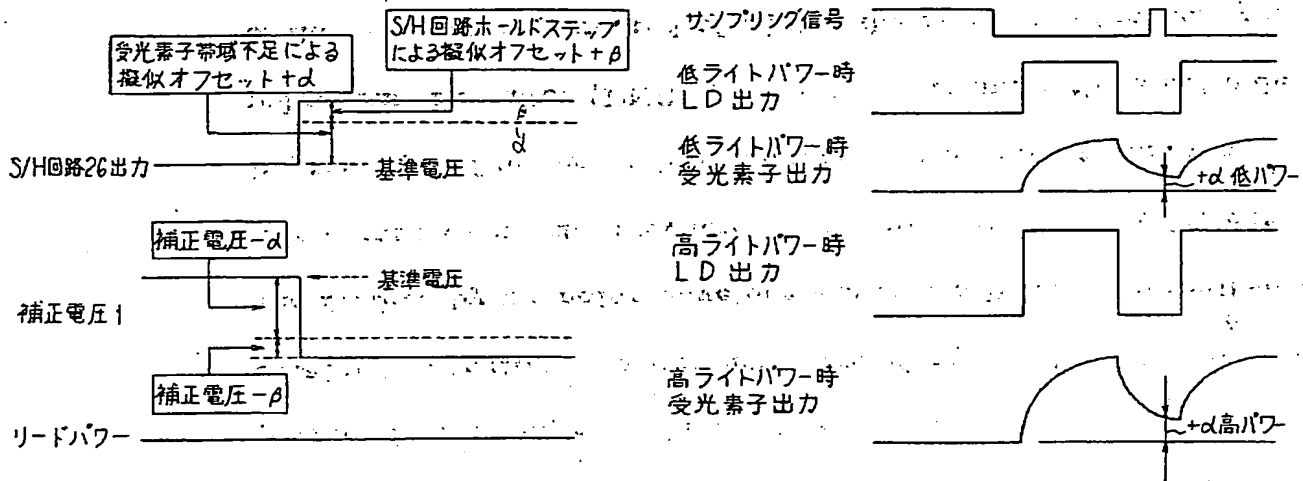 S/H回路ホールドステップ
による擬似オフセット+β
受光素子帯域不足による
擬似オフセット+α
β
α
S/H回路26出力
基準電圧
補正電圧-α
基準電圧
補正電圧1
補正電圧-β
リードパワー
サンプリング信号
低ライトパワー時
LD出力
低ライトパワー時
受光素子出力
+α低パワー
高ライトパワー時
LD出力
高ライトパワー時
受光素子出力
+α高パワー